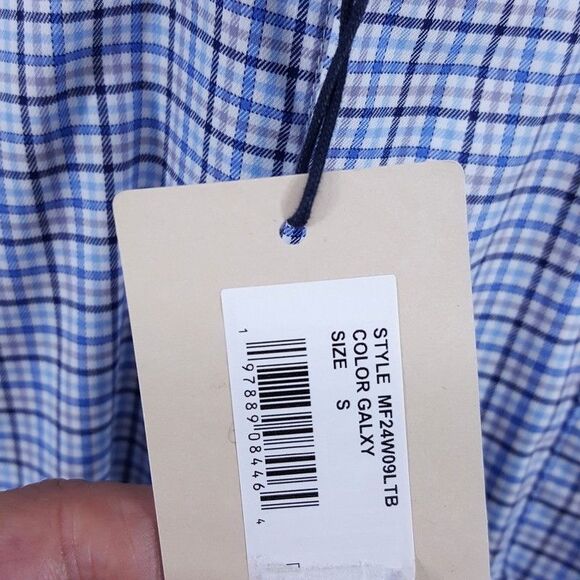 STYLE MF24W09LTB
COLOR GALXY
SIZE S
1 97889 08446 4